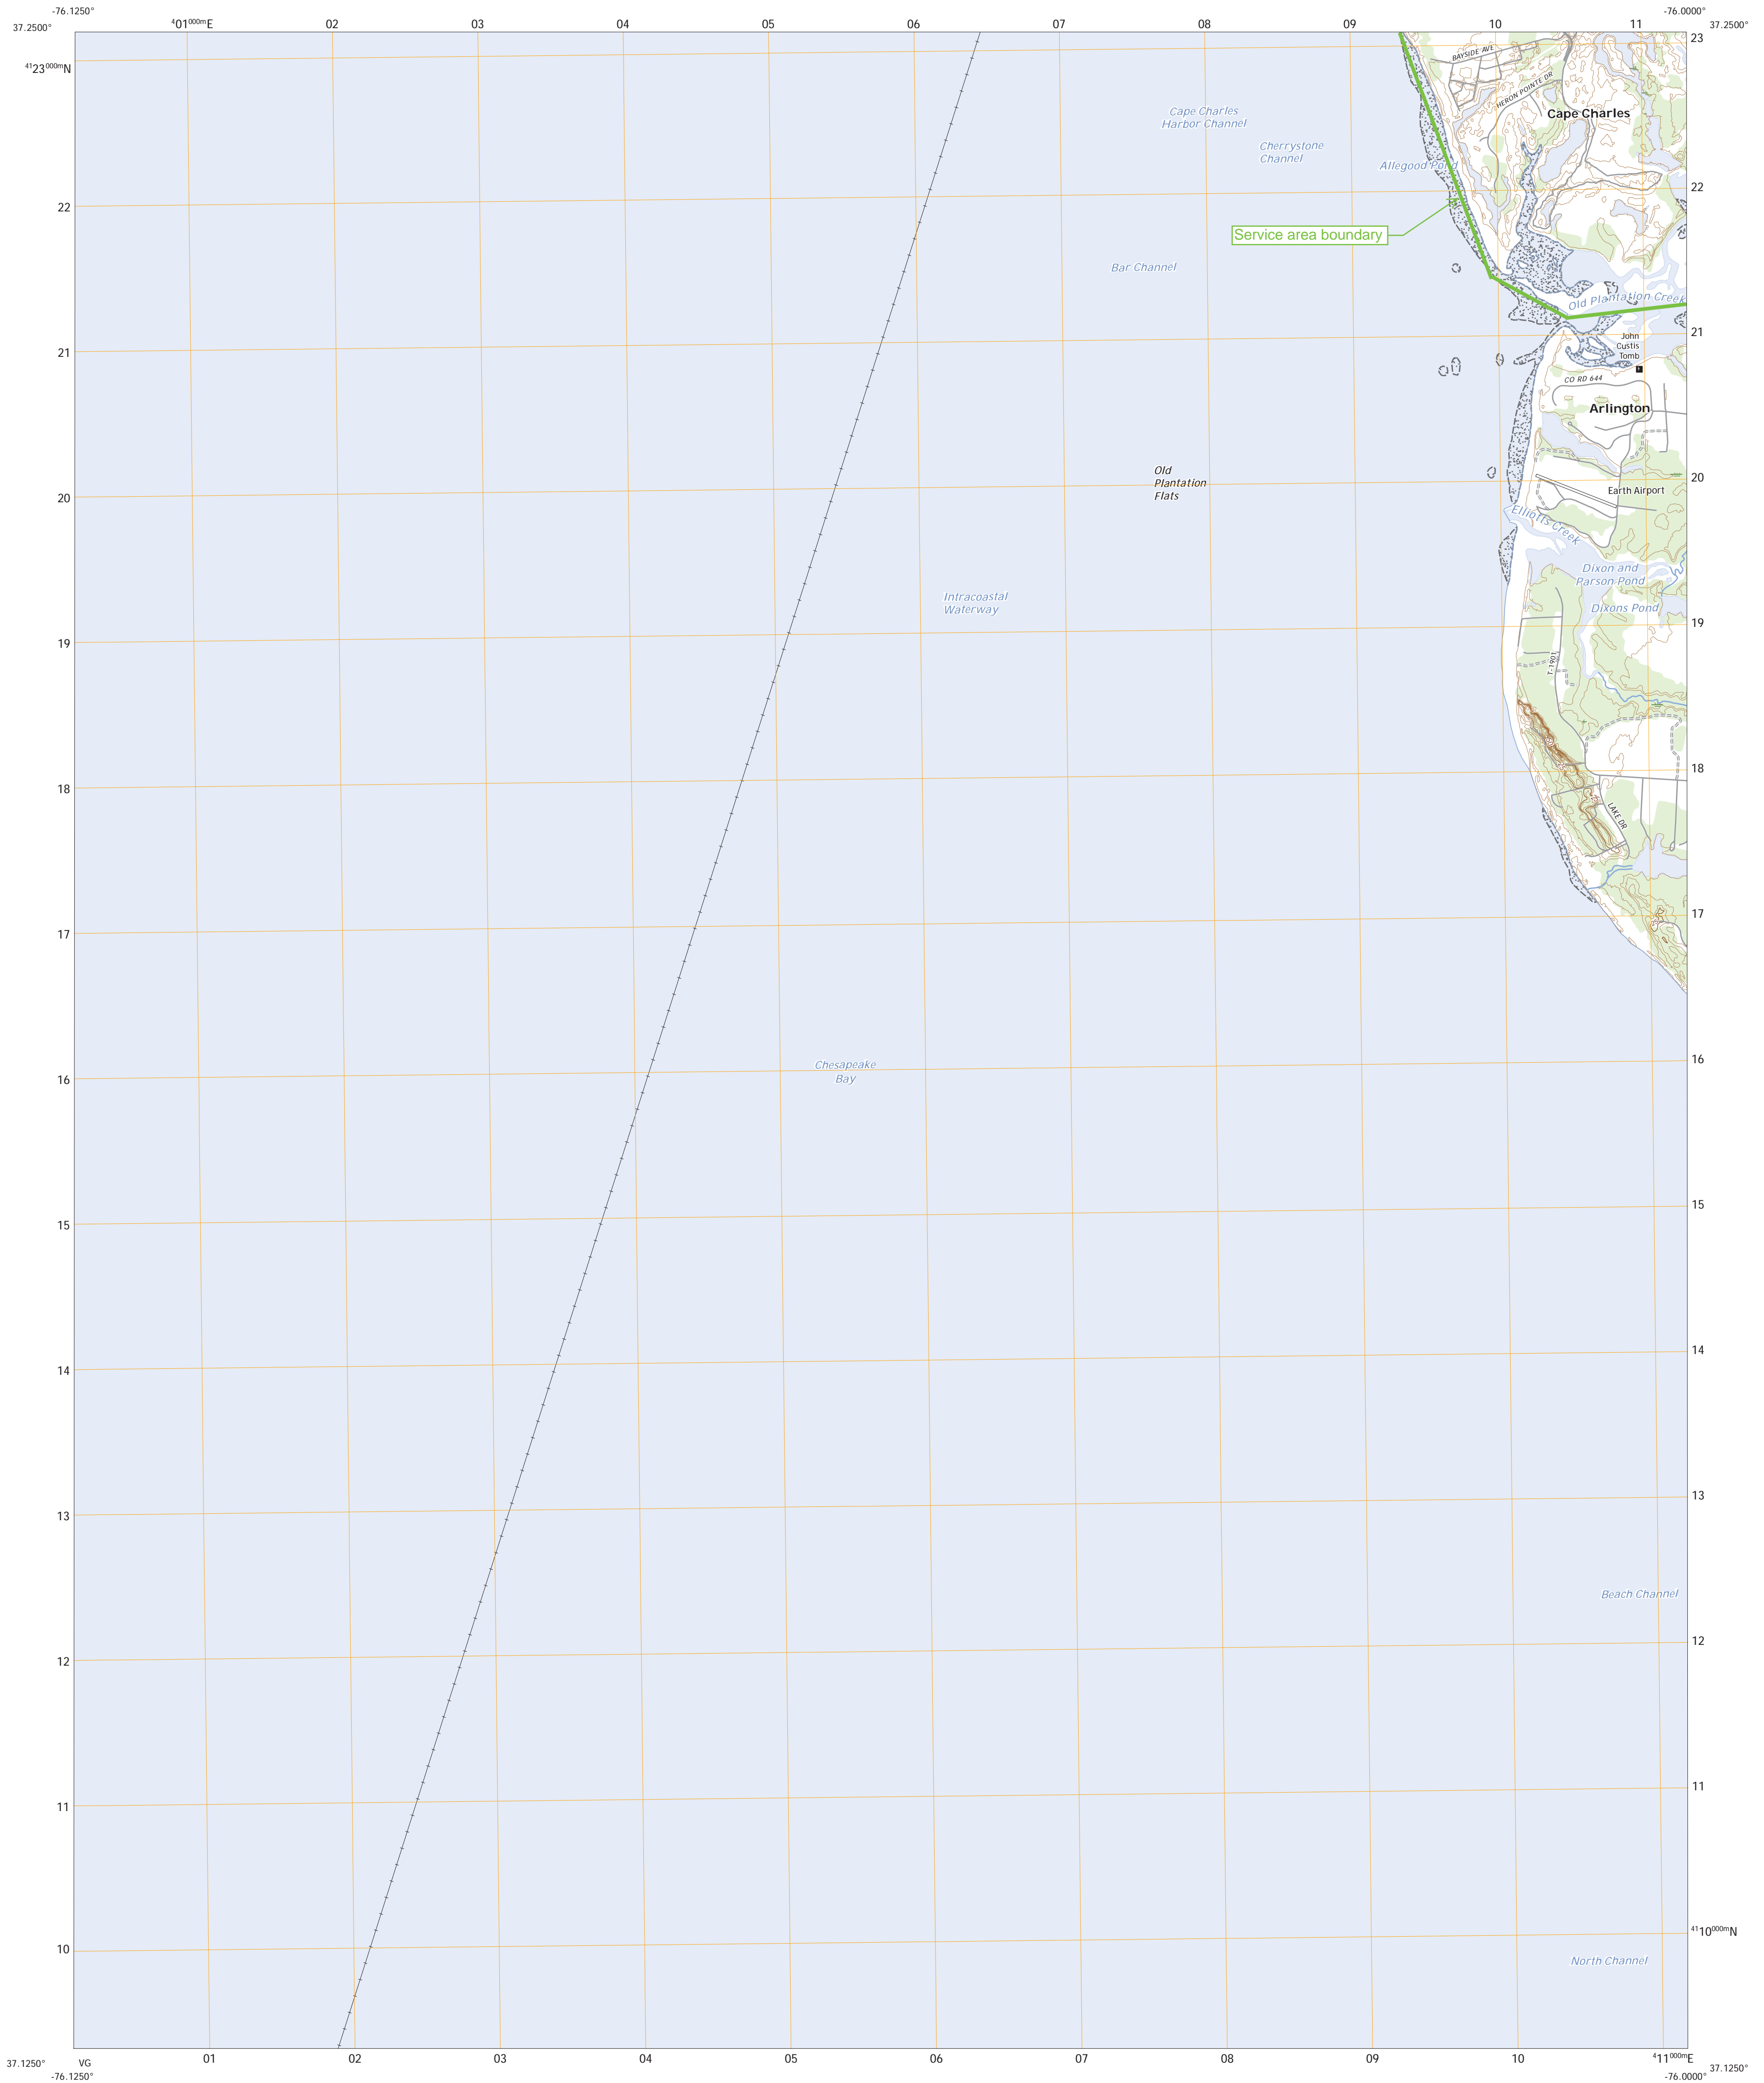 -76.1250°
-76.0000°
37.2500°
⁴01⁰⁰⁰ᵐE 02 03 04 05 06 07 08 09 10 11
37.2500°
⁴¹23⁰⁰⁰ᵐN
23
BAYSIDE AVE
HERON POINTE DR
Cape Charles
Cape Charles
Harbor Channel
Cherrystone
Channel
Allegood Pond
22
22
Service area boundary
Bar Channel
Old Plantation Creek
21
21
John
Custis
Tomb
CO RD 644
Arlington
Old
Plantation
Flats
20
20
Earth Airport
Elliotts Creek
Dixon and
Parson Pond
Intracoastal
Waterway
Dixons Pond
19
19
T-1901
18
18
LAKE DR
17
17
16
16
Chesapeake
Bay
15
15
14
14
13
13
Beach Channel
12
12
11
11
10
⁴¹10⁰⁰⁰ᵐN
North Channel
37.1250°
VG
01 02 03 04 05 06 07 08 09 10 ⁴11⁰⁰⁰ᵐE
37.1250°
-76.1250°
-76.0000°